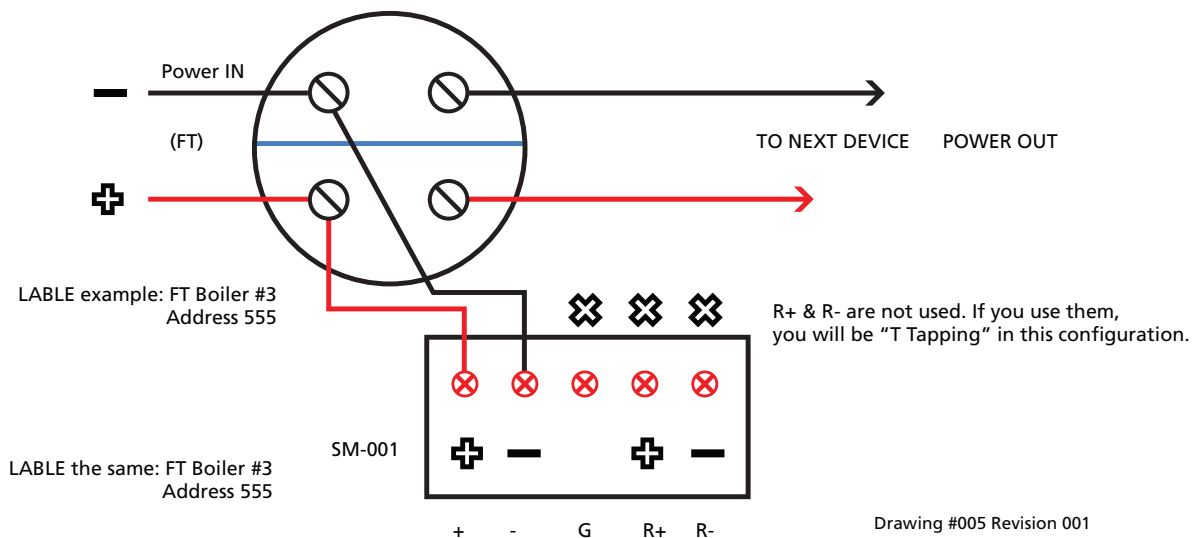 Power IN
(FT)
TO NEXT DEVICE POWER OUT
LABLE example: FT Boiler #3
Address 555
R+ & R- are not used. If you use them,
you will be “T Tapping” in this configuration.
SM-001
LABLE the same: FT Boiler #3
Address 555
+ - G R+ R-
Drawing #005 Revision 001